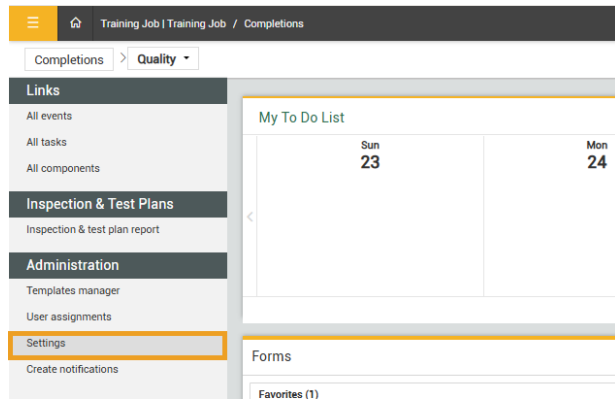 Training Job | Training Job / Completions
Completions > Quality
Links
All events
All tasks
All components
Inspection & Test Plans
Inspection & test plan report
Administration
Templates manager
User assignments
Settings
Create notifications
My To Do List
Sun
23
Mon
24
Forms
Favorites (1)